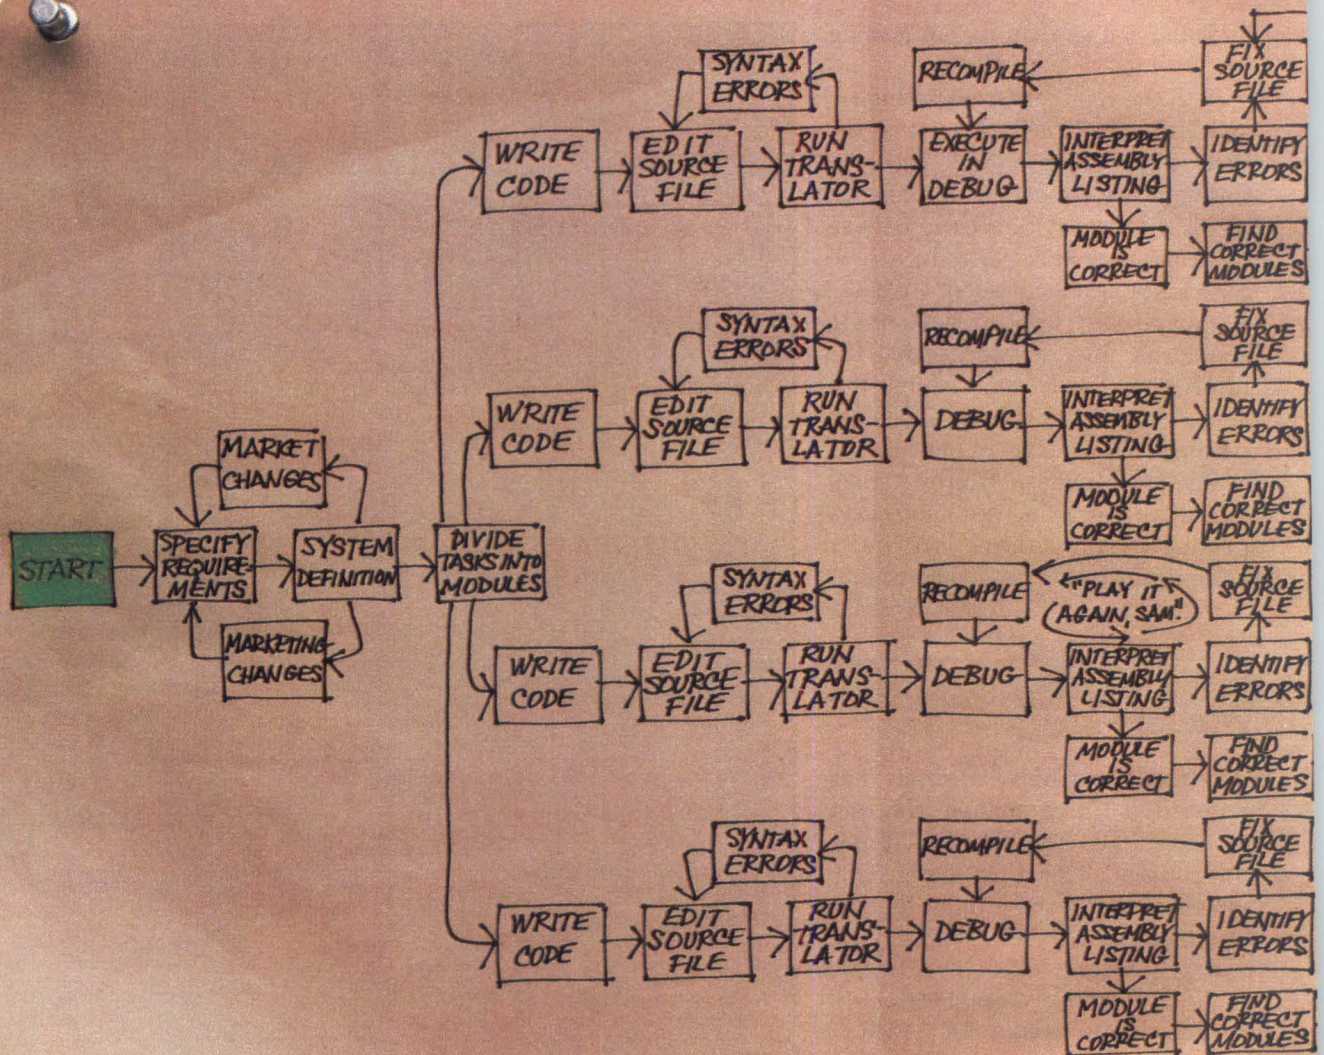 START
SPECIFY
REQUIRE-
MENTS
MARKET
CHANGES
MARKETING
CHANGES
SYSTEM
DEFINITION
DIVIDE
TASKS INTO
MODULES
WRITE
CODE
EDIT
SOURCE
FILE
SYNTAX
ERRORS
RUN
TRANS-
LATOR
RECOMPILE
EXECUTE
IN
DEBUG
INTERPRET
ASSEMBLY
LISTING
FIX
SOURCE
FILE
IDENTIFY
ERRORS
MODULE
IS
CORRECT
FIND
CORRECT
MODULES
WRITE
CODE
EDIT
SOURCE
FILE
SYNTAX
ERRORS
RUN
TRANS-
LATOR
RECOMPILE
DEBUG
INTERPRET
ASSEMBLY
LISTING
FIX
SOURCE
FILE
IDENTIFY
ERRORS
MODULE
IS
CORRECT
FIND
CORRECT
MODULES
WRITE
CODE
EDIT
SOURCE
FILE
SYNTAX
ERRORS
RUN
TRANS-
LATOR
RECOMPILE
DEBUG
"PLAY IT
AGAIN, SAM."
INTERPRET
ASSEMBLY
LISTING
FIX
SOURCE
FILE
IDENTIFY
ERRORS
MODULE
IS
CORRECT
FIND
CORRECT
MODULES
WRITE
CODE
EDIT
SOURCE
FILE
SYNTAX
ERRORS
RUN
TRANS-
LATOR
RECOMPILE
DEBUG
INTERPRET
ASSEMBLY
LISTING
FIX
SOURCE
FILE
IDENTIFY
ERRORS
MODULE
IS
CORRECT
FIND
CORRECT
MODULES